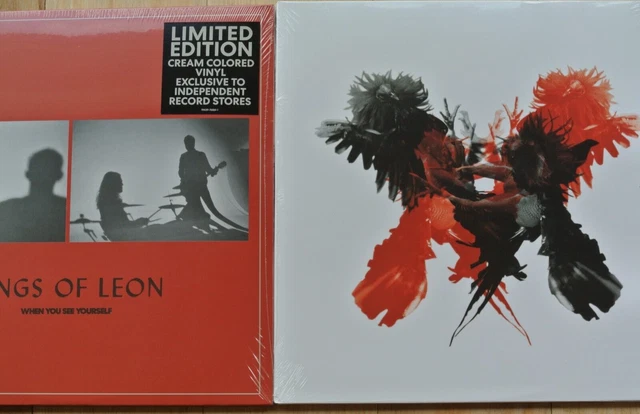 LIMITED
EDITION
CREAM COLORED
VINYL
EXCLUSIVE TO
INDEPENDENT
RECORD STORES
NGS OF LEON
WHEN YOU SEE YOURSELF